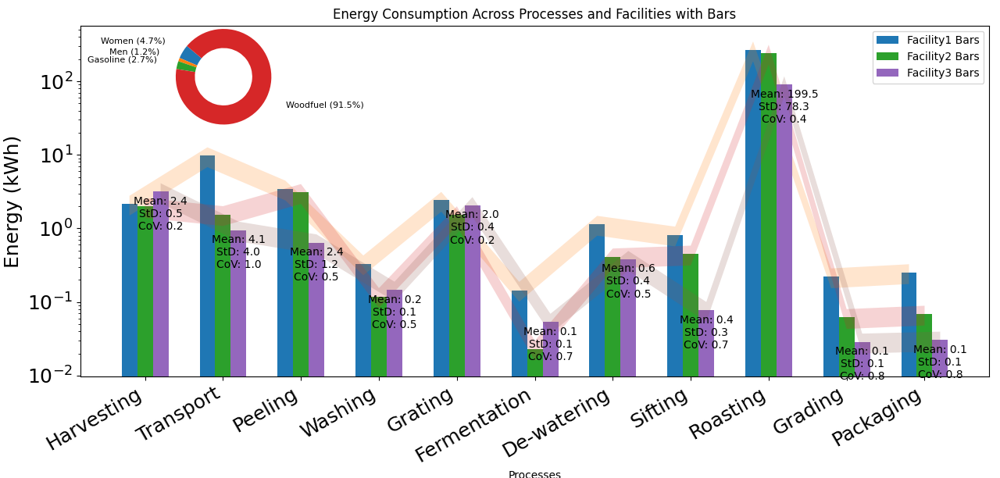 Energy Consumption Across Processes and Facilities with Bars
Women (4.7%)
Men (1.2%)
Gasoline (2.7%)
Woodfuel (91.5%)
Facility1 Bars
Facility2 Bars
Facility3 Bars
Energy (kWh)
10²
10¹
10⁰
10⁻¹
10⁻²
Mean: 2.4
StD: 0.5
CoV: 0.2
Mean: 4.1
StD: 4.0
CoV: 1.0
Mean: 2.4
StD: 1.2
CoV: 0.5
Mean: 0.2
StD: 0.1
CoV: 0.5
Mean: 2.0
StD: 0.4
CoV: 0.2
Mean: 0.1
StD: 0.1
CoV: 0.7
Mean: 0.6
StD: 0.4
CoV: 0.5
Mean: 0.4
StD: 0.3
CoV: 0.7
Mean: 199.5
StD: 78.3
CoV: 0.4
Mean: 0.1
StD: 0.1
CoV: 0.8
Mean: 0.1
StD: 0.1
CoV: 0.8
Harvesting
Transport
Peeling
Washing
Grating
Fermentation
De-watering
Sifting
Roasting
Grading
Packaging
Processes